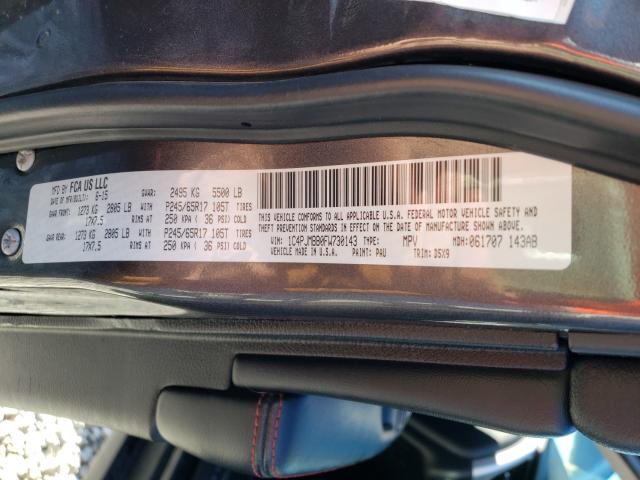 MFD BY FCA US LLC
DATE OF MFR/BUILT: 6-15 GVWR: 2495 KG 5500 LB
GAWR FRONT: 1273 KG 2805 LB P245/65R17 105T TIRES
17X7.5 RIMS AT 250 KPA ( 36 PSI) COLD
GAWR REAR: 1273 KG 2805 LB P245/65R17 105T TIRES
17X7.5 RIMS AT 250 KPA ( 36 PSI) COLD
THIS VEHICLE CONFORMS TO ALL APPLICABLE U.S.A. FEDERAL MOTOR VEHICLE SAFETY, BUMPER AND
THEFT PREVENTION STANDARDS IN EFFECT ON THE DATE OF MANUFACTURE SHOWN ABOVE.
VIN: 1C4PJMBB0FW730143 TYPE: MPV MDH: 061707 143AB
VEHICLE MADE IN U.S.A. PAINT: PAU TRIM: D5X9